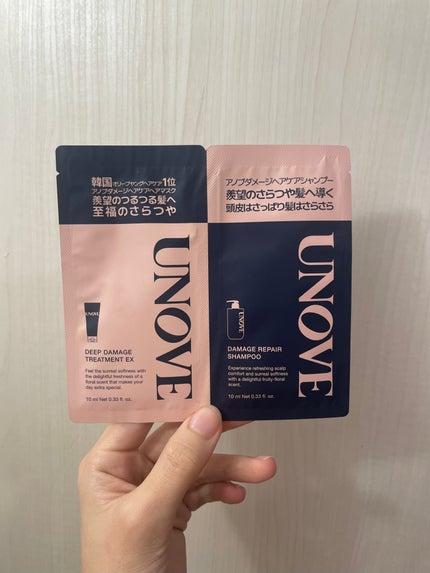 韓国オリーブヤングヘアケア1位
アノブダメージヘアケアヘアマスク
羨望のつるつる髪へ
至福のさらつや
UNOVE
UNOVE
DEEP DAMAGE
TREATMENT EX
Feel the surreal softness with
the delightful freshness of a
floral scent that makes your
day extra special.
10 ml Net 0.33 fl. oz.
アノブダメージヘアケアシャンプー
羨望のさらつや髪へ導く
頭皮はさっぱり髪はさらさら
UNOVE
UNOVE
DAMAGE REPAIR
SHAMPOO
Experience refreshing scalp
comfort and surreal softness
with a delightful fruity-floral
scent.
10 ml Net 0.33 fl. oz.